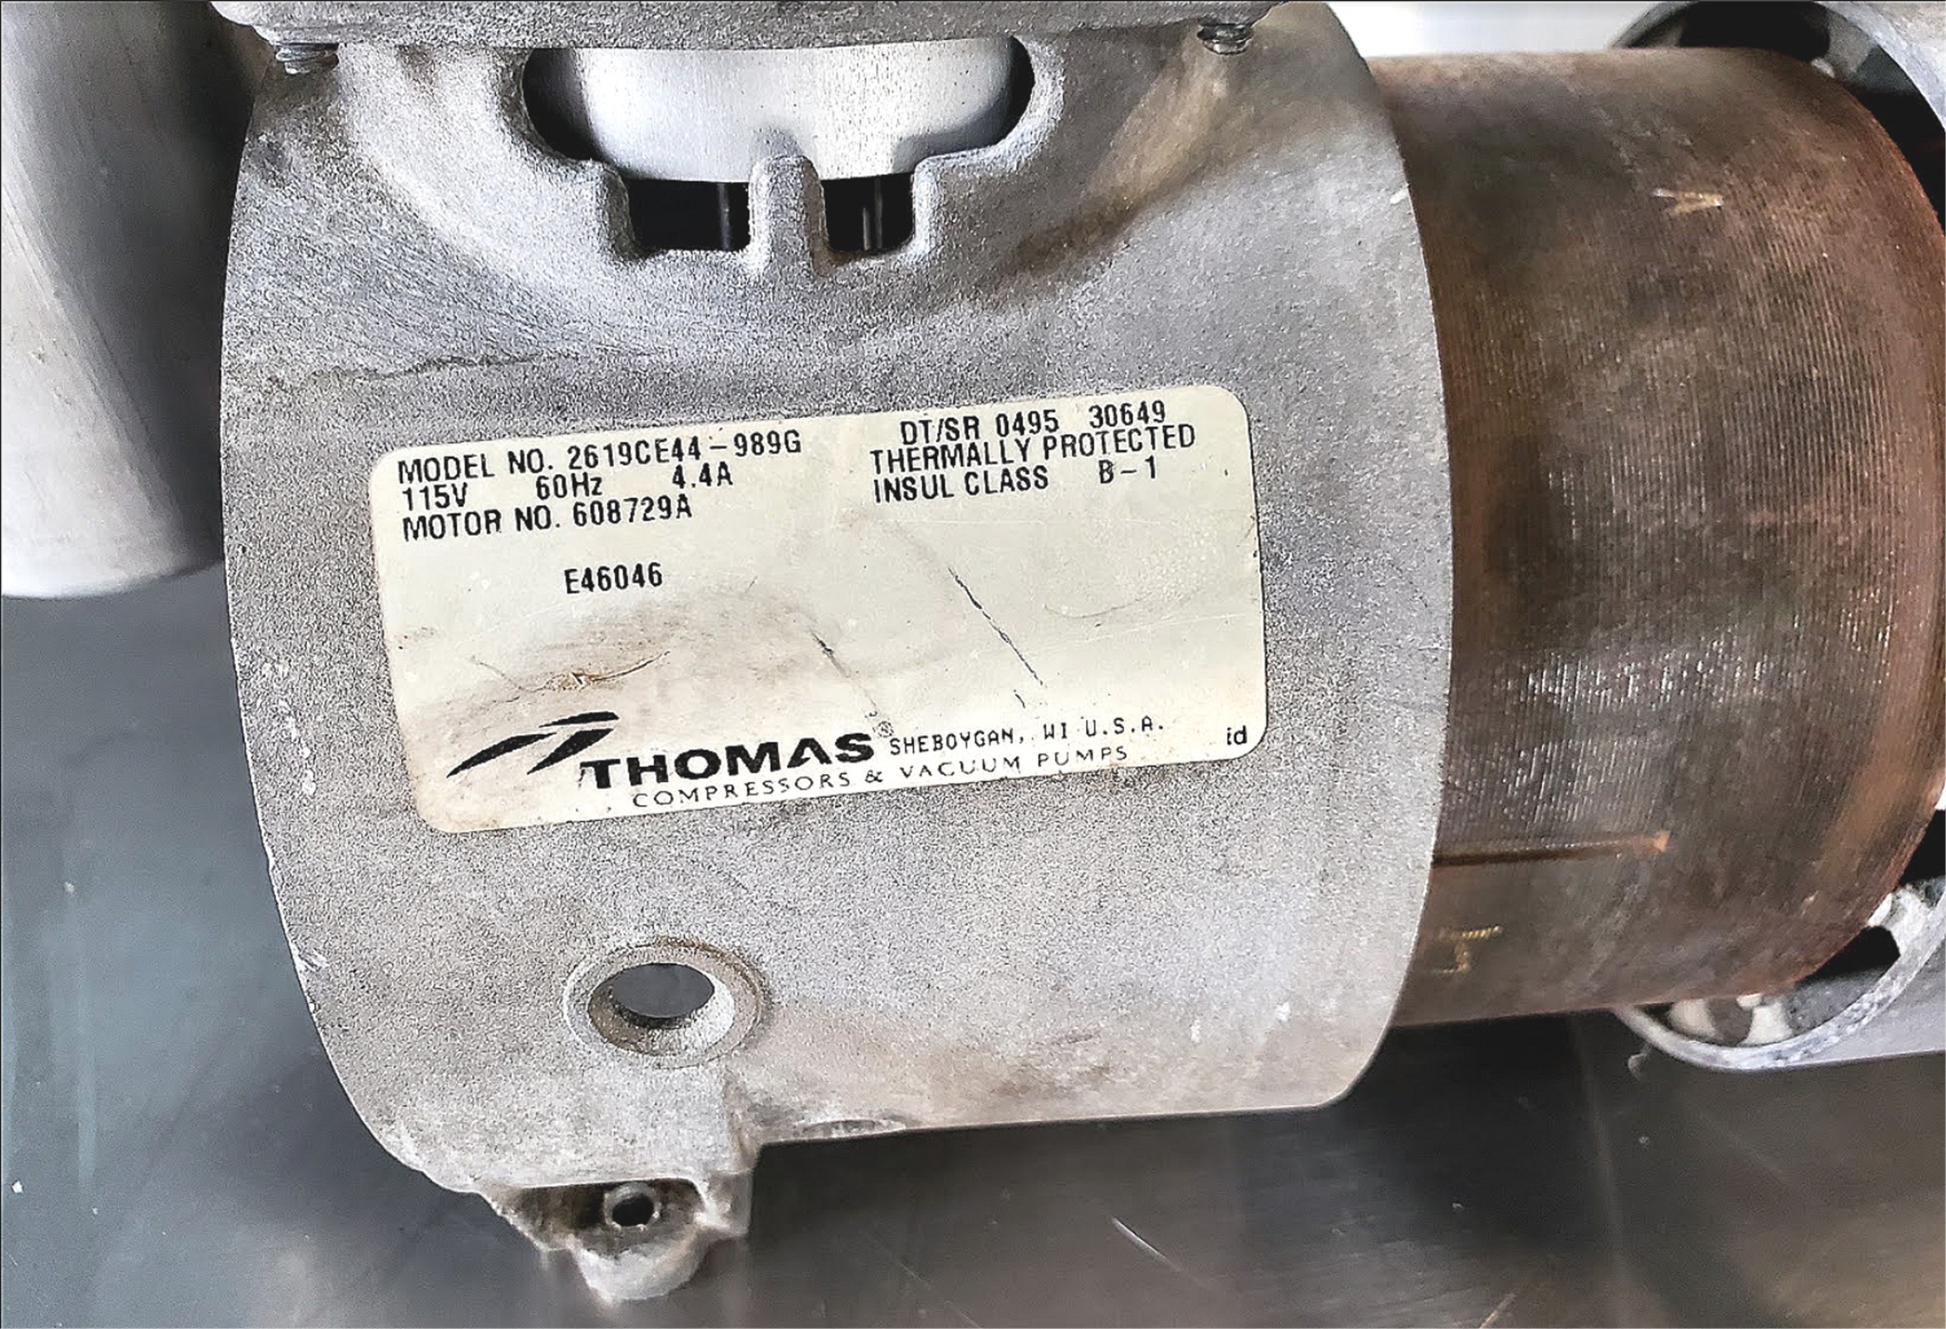 MODEL NO. 2619CE44-989G
115V 60Hz 4.4A
MOTOR NO. 608729A
E46046
DT/SR 0495 30649
THERMALLY PROTECTED
INSUL CLASS B-1
THOMAS® SHEBOYGAN, WI U.S.A.
COMPRESSORS & VACUUM PUMPS
id